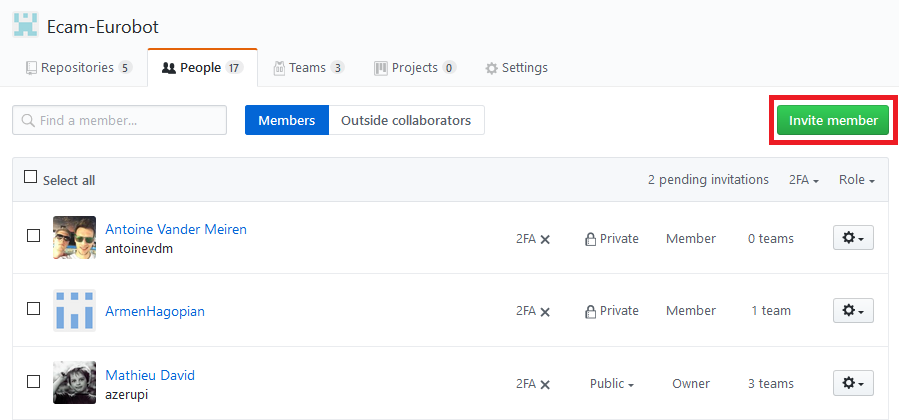 Ecam-Eurobot
Repositories 5 People 17 Teams 3 Projects 0 Settings
Find a member... Members Outside collaborators Invite member
Select all 2 pending invitations 2FA Role
Antoine Vander Meiren
antoinevdm
2FA Private Member 0 teams
ArmenHagopian 2FA Private Member 1 team
Mathieu David
azerupi
2FA Public Owner 3 teams